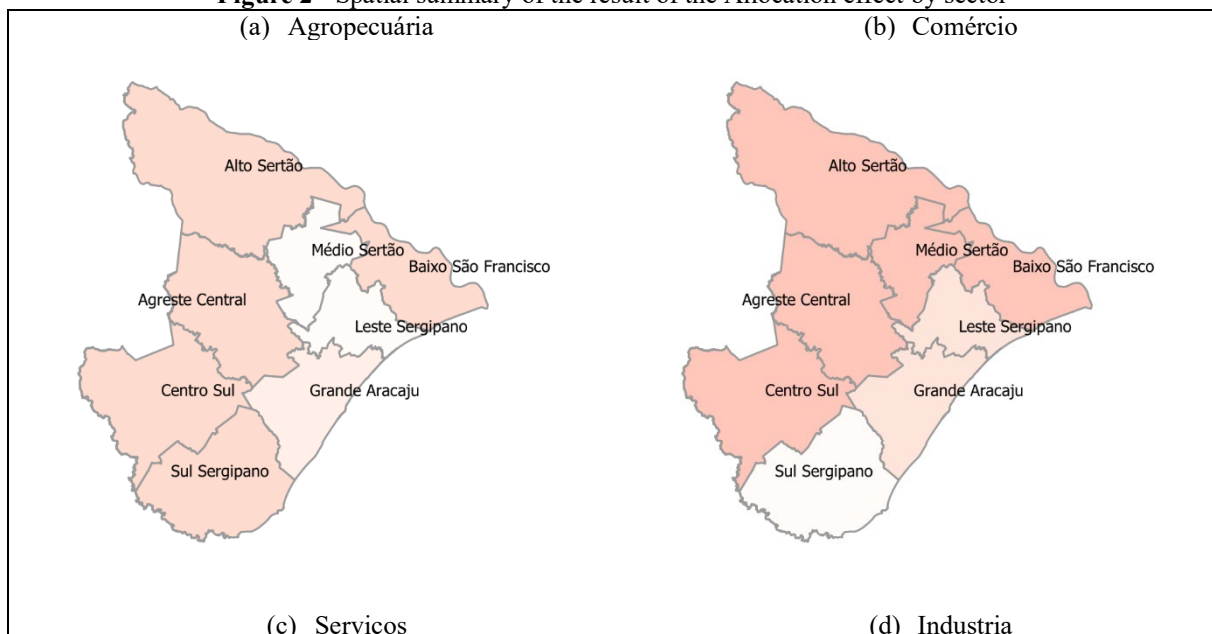 Figure 2 - Spatial summary of the result of the Allocation effect by sector
(a) Agropecuária
(b) Comércio
Alto Sertão
Médio Sertão
Baixo São Francisco
Agreste Central
Leste Sergipano
Centro Sul
Grande Aracaju
Sul Sergipano
Alto Sertão
Médio Sertão
Baixo São Francisco
Agreste Central
Leste Sergipano
Centro Sul
Grande Aracaju
Sul Sergipano
(c) Serviços
(d) Industria